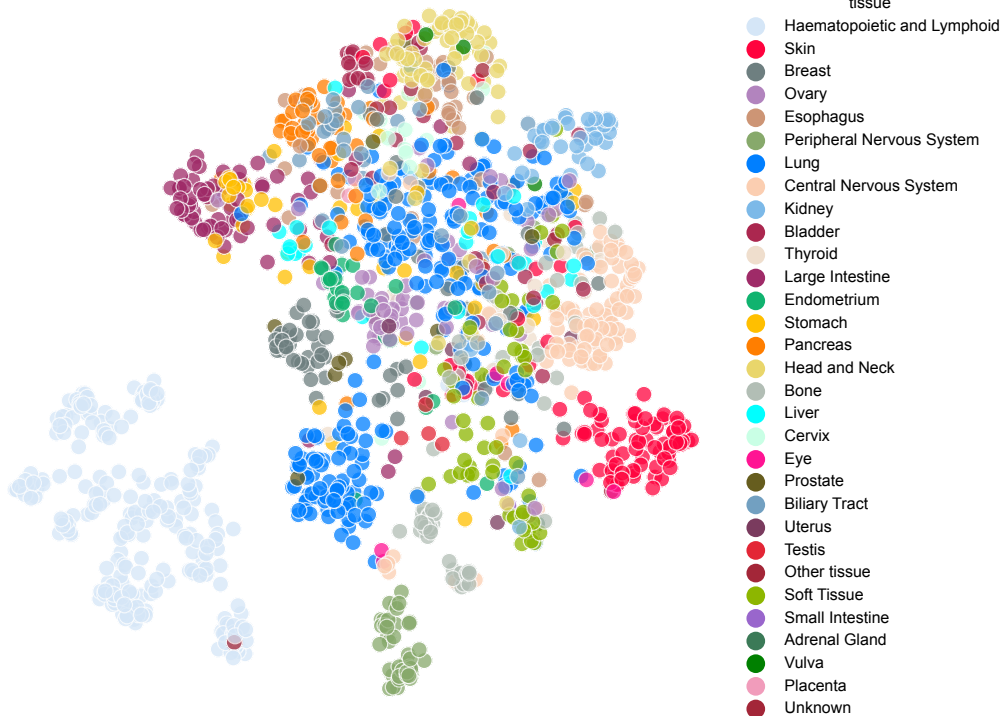 tissue
Haematopoietic and Lymphoid
Skin
Breast
Ovary
Esophagus
Peripheral Nervous System
Lung
Central Nervous System
Kidney
Bladder
Thyroid
Large Intestine
Endometrium
Stomach
Pancreas
Head and Neck
Bone
Liver
Cervix
Eye
Prostate
Biliary Tract
Uterus
Testis
Other tissue
Soft Tissue
Small Intestine
Adrenal Gland
Vulva
Placenta
Unknown